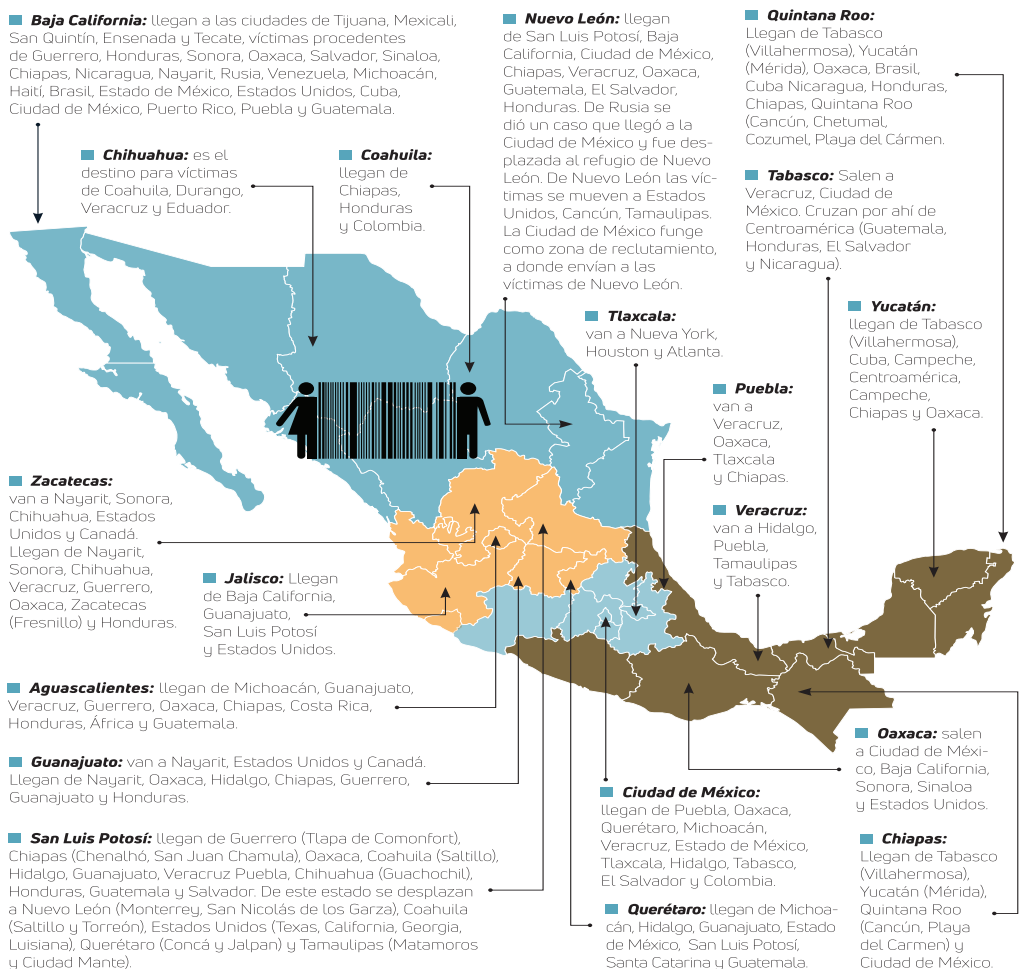 Baja California: llegan a las ciudades de Tijuana, Mexicali,
San Quintín, Ensenada y Tecate, víctimas procedentes
de Guerrero, Honduras, Sonora, Oaxaca, Salvador, Sinaloa,
Chiapas, Nicaragua, Nayarit, Rusia, Venezuela, Michoacán,
Haití, Brasil, Estado de México, Estados Unidos, Cuba,
Ciudad de México, Puerto Rico, Puebla y Guatemala.
Chihuahua: es el
destino para víctimas
de Coahuila, Durango,
Veracruz y Eduador.
Coahuila:
llegan de
Chiapas,
Honduras
y Colombia.
Nuevo León: llegan
de San Luis Potosí, Baja
California, Ciudad de México,
Chiapas, Veracruz, Oaxaca,
Guatemala, El Salvador,
Honduras. De Rusia se
dió un caso que llegó a la
Ciudad de México y fue des-
plazada al refugio de Nuevo
León. De Nuevo León las víc-
timas se mueven a Estados
Unidos, Cancún, Tamaulipas.
La Ciudad de México funge
como zona de reclutamiento,
a donde envían a las
víctimas de Nuevo León.
Quintana Roo:
Llegan de Tabasco
(Villahermosa), Yucatán
(Mérida), Oaxaca, Brasil,
Cuba Nicaragua, Honduras,
Chiapas, Quintana Roo
(Cancún, Chetumal,
Cozumel, Playa del Cármen.
Tabasco: Salen a
Veracruz, Ciudad de
México. Cruzan por ahí de
Centroamérica (Guatemala,
Honduras, El Salvador
y Nicaragua).
Yucatán:
llegan de Tabasco
(Villahermosa),
Cuba, Campeche,
Centroamérica,
Campeche,
Chiapas y Oaxaca.
Tlaxcala:
van a Nueva York,
Houston y Atlanta.
Puebla:
van a
Veracruz,
Oaxaca,
Tlaxcala
y Chiapas.
Veracruz:
van a Hidalgo,
Puebla,
Tamaulipas
y Tabasco.
Zacatecas:
van a Nayarit, Sonora,
Chihuahua, Estados
Unidos y Canadá.
Llegan de Nayarit,
Sonora, Chihuahua,
Veracruz, Guerrero,
Oaxaca, Zacatecas
(Fresnillo) y Honduras.
Jalisco: Llegan
de Baja California,
Guanajuato,
San Luis Potosí
y Estados Unidos.
Aguascalientes: llegan de Michoacán, Guanajuato,
Veracruz, Guerrero, Oaxaca, Chiapas, Costa Rica,
Honduras, África y Guatemala.
Guanajuato: van a Nayarit, Estados Unidos y Canadá.
Llegan de Nayarit, Oaxaca, Hidalgo, Chiapas, Guerrero,
Guanajuato y Honduras.
San Luis Potosí: llegan de Guerrero (Tlapa de Comonfort),
Chiapas (Chenalhó, San Juan Chamula), Oaxaca, Coahuila (Saltillo),
Hidalgo, Guanajuato, Veracruz Puebla, Chihuahua (Guachochil),
Honduras, Guatemala y Salvador. De este estado se desplazan
a Nuevo León (Monterrey, San Nicolás de los Garza), Coahuila
(Saltillo y Torreón), Estados Unidos (Texas, California, Georgia,
Luisiana), Querétaro (Concá y Jalpan) y Tamaulipas (Matamoros
y Ciudad Mante).
Ciudad de México:
llegan de Puebla, Oaxaca,
Querétaro, Michoacán,
Veracruz, Estado de México,
Tlaxcala, Hidalgo, Tabasco,
El Salvador y Colombia.
Querétaro: llegan de Michoa-
cán, Hidalgo, Guanajuato, Estado
de México, San Luis Potosí,
Santa Catarina y Guatemala.
Oaxaca: salen
a Ciudad de Méxi-
co, Baja California,
Sonora, Sinaloa
y Estados Unidos.
Chiapas:
Llegan de Tabasco
(Villahermosa),
Yucatán (Mérida),
Quintana Roo
(Cancún, Playa
del Carmen) y
Ciudad de México.